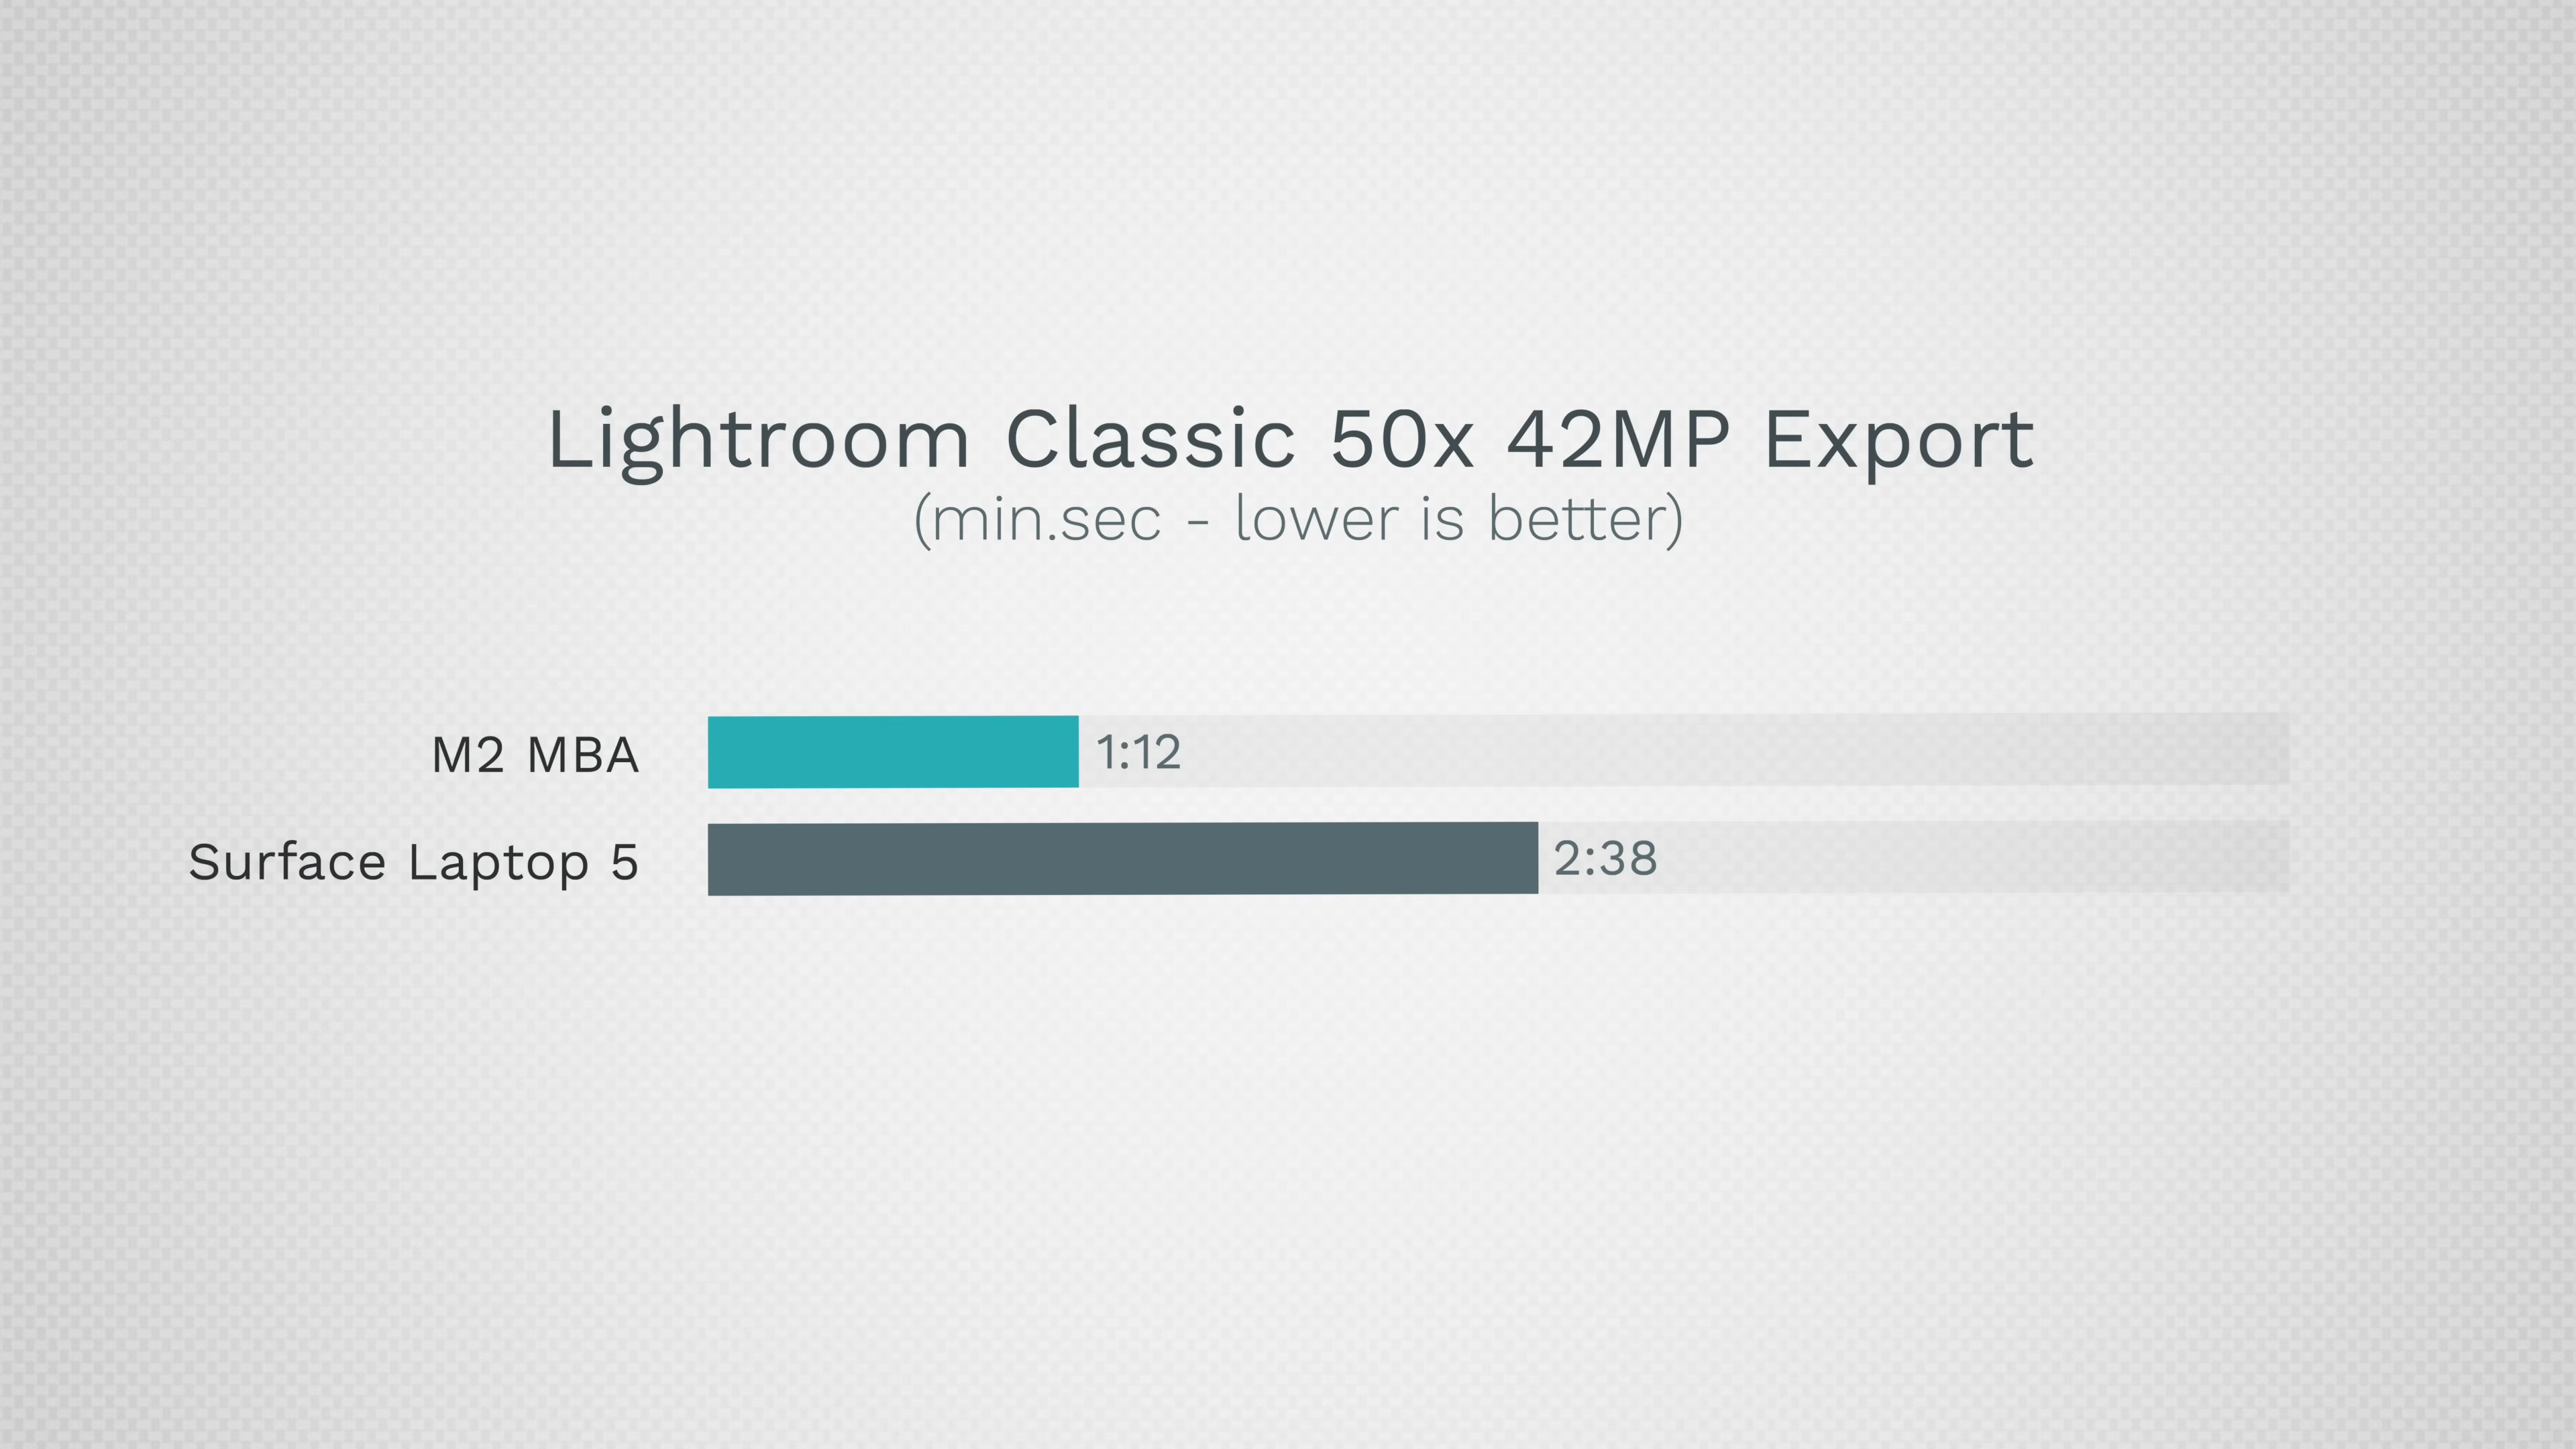 Lightroom Classic 50x 42MP Export
(min.sec - lower is better)
M2 MBA 1:12
Surface Laptop 5 2:38